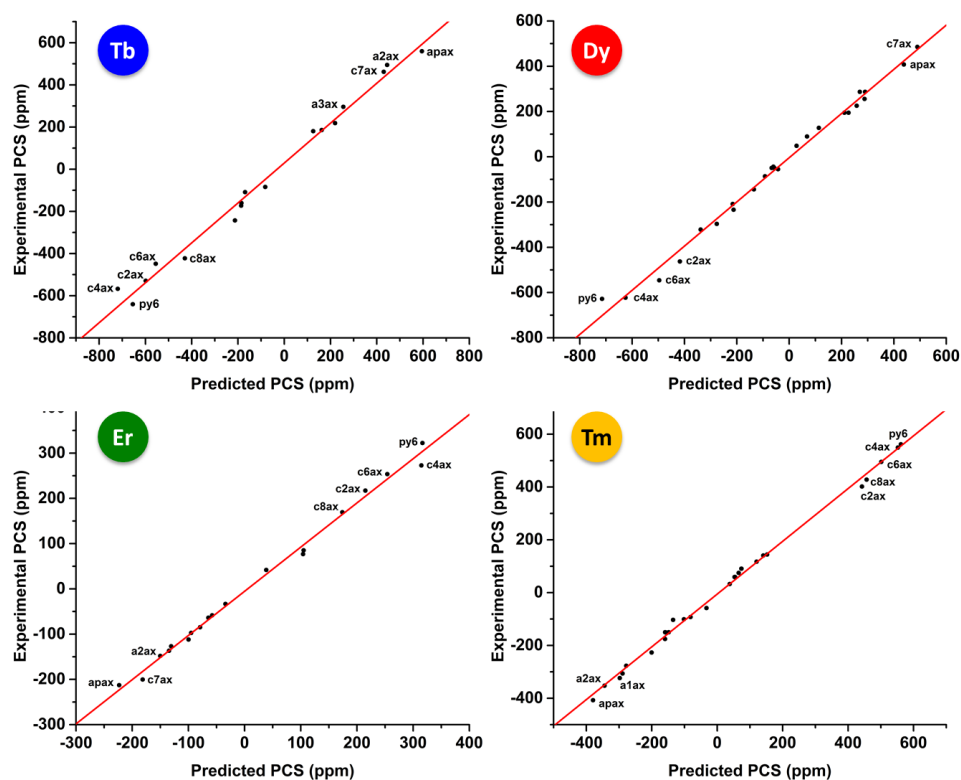 Tb
Experimental PCS (ppm)
600
400
200
0
-200
-400
-600
-800
-800 -600 -400 -200 0 200 400 600 800
Predicted PCS (ppm)
a2ax
apax
c7ax
a3ax
c6ax
c8ax
c2ax
c4ax
py6
Dy
Experimental PCS (ppm)
600
400
200
0
-200
-400
-600
-800
-800 -600 -400 -200 0 200 400 600
Predicted PCS (ppm)
c7ax
apax
c2ax
c6ax
py6
c4ax
Er
Experimental PCS (ppm)
300
200
100
0
-100
-200
-300
-300 -200 -100 0 100 200 300 400
Predicted PCS (ppm)
py6
c4ax
c6ax
c2ax
c8ax
a2ax
apax
c7ax
Tm
Experimental PCS (ppm)
600
400
200
0
-200
-400
-400 -200 0 200 400 600
Predicted PCS (ppm)
py6
c4ax
c6ax
c8ax
c2ax
a2ax
a1ax
apax